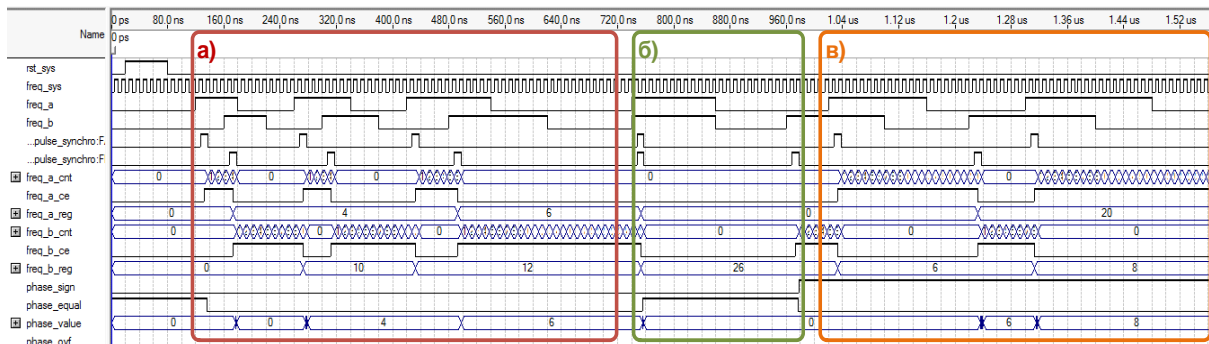 0 ps 80.0 ns 160.0 ns 240.0 ns 320.0 ns 400.0 ns 480.0 ns 560.0 ns 640.0 ns 720.0 ns 800.0 ns 880.0 ns 960.0 ns 1.04 us 1.12 us 1.2 us 1.28 us 1.36 us 1.44 us 1.52 us
Name 0 ps
а) б) в)
rst_sys
freq_sys
freq_a
freq_b
...pulse_synchro:F
...pulse_synchro:F
freq_a_cnt 0 0 0 0 0
freq_a_ce
freq_a_reg 0 4 6 0 20
freq_b_cnt 0 0 0 0 0 0
freq_b_ce
freq_b_reg 0 10 12 26 6 8
phase_sign
phase_equal
phase_value 0 0 4 6 0 6 8
phase_ovf